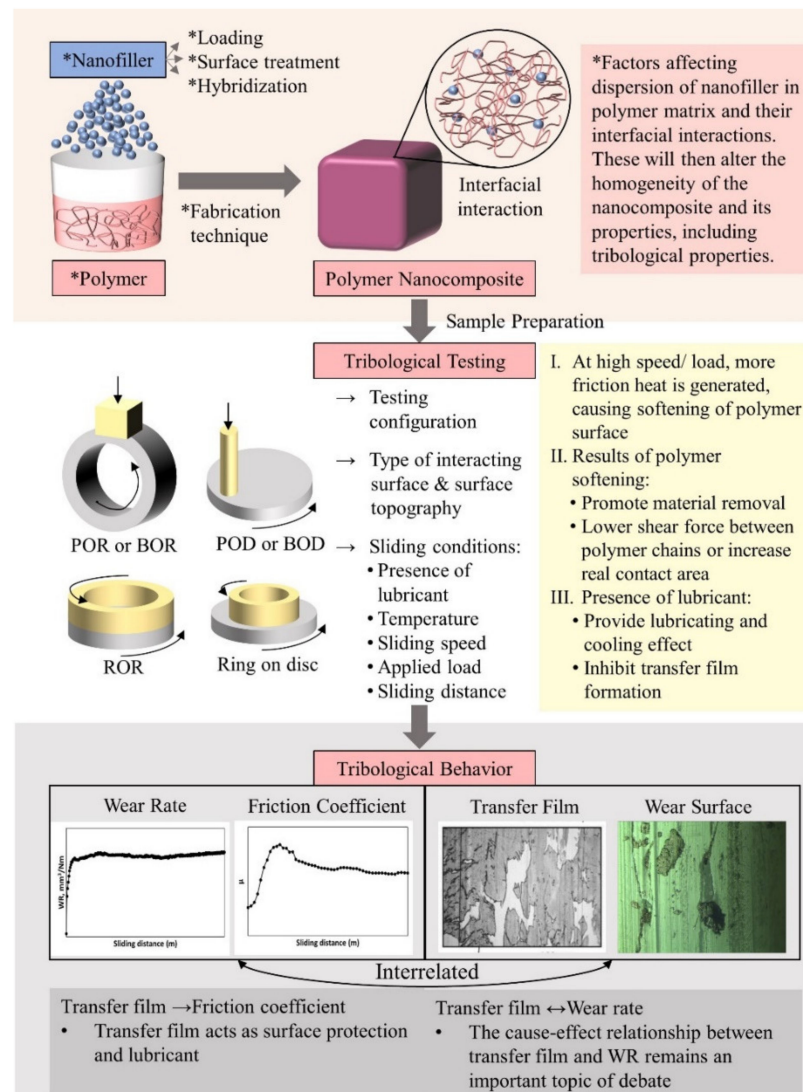 *Nanofiller
*Loading
*Surface treatment
*Hybridization
*Polymer
*Fabrication
technique
Interfacial
interaction
Polymer Nanocomposite
*Factors affecting
dispersion of nanofiller in
polymer matrix and their
interfacial interactions.
These will then alter the
homogeneity of the
nanocomposite and its
properties, including
tribological properties.
Sample Preparation
POR or BOR
POD or BOD
ROR
Ring on disc
Tribological Testing
→ Testing
configuration
→ Type of interacting
surface & surface
topography
→ Sliding conditions:
• Presence of
lubricant
• Temperature
• Sliding speed
• Applied load
• Sliding distance
I. At high speed/ load, more
friction heat is generated,
causing softening of polymer
surface
II. Results of polymer
softening:
• Promote material removal
• Lower shear force between
polymer chains or increase
real contact area
III. Presence of lubricant:
• Provide lubricating and
cooling effect
• Inhibit transfer film
formation
Tribological Behavior
Wear Rate
WR, mm³/Nm
Sliding distance (m)
Friction Coefficient
µ
Sliding distance (m)
Transfer Film
Wear Surface
Interrelated
Transfer film →Friction coefficient
• Transfer film acts as surface protection
and lubricant
Transfer film ↔Wear rate
• The cause-effect relationship between
transfer film and WR remains an
important topic of debate